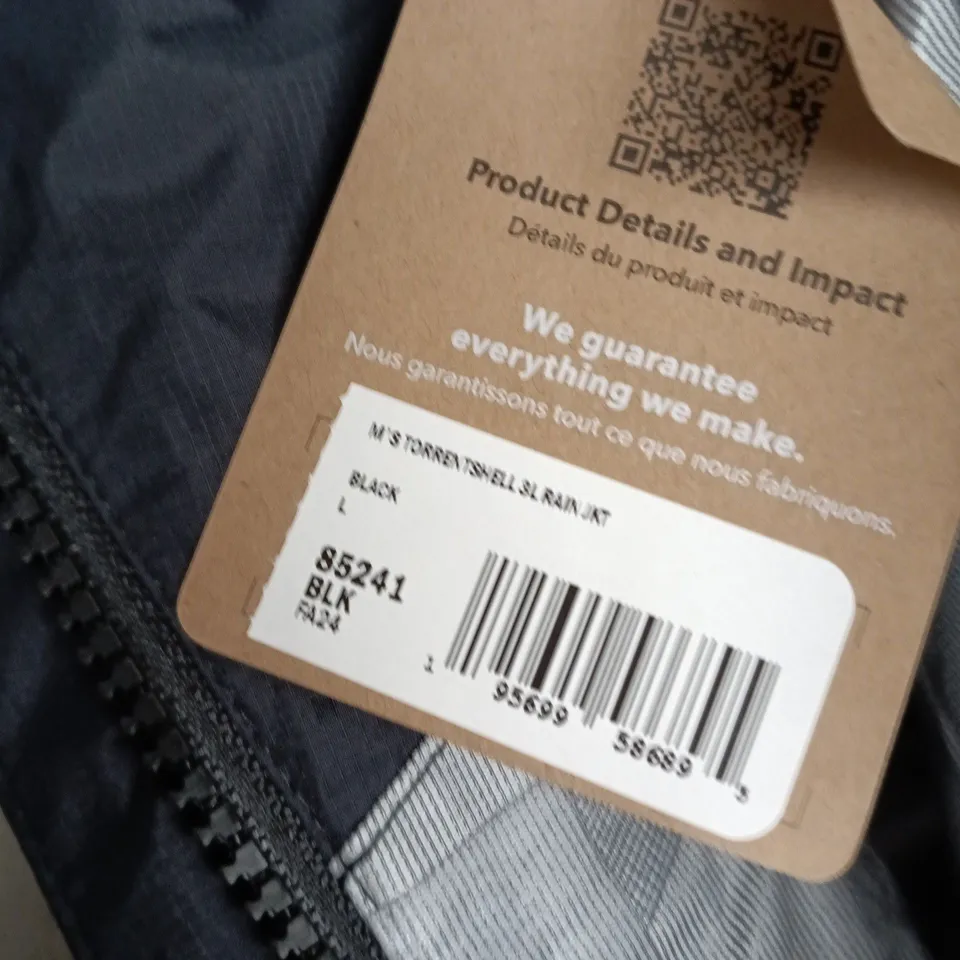 Product Details and Impact
Détails du produit et impact
We guarantee
everything we make.
Nous garantissons tout ce que nous fabriquons.
M'S TORRENTSHELL 3L RAIN JKT
BLACK
L
85241
BLK
FA24
1 95699 58689 5